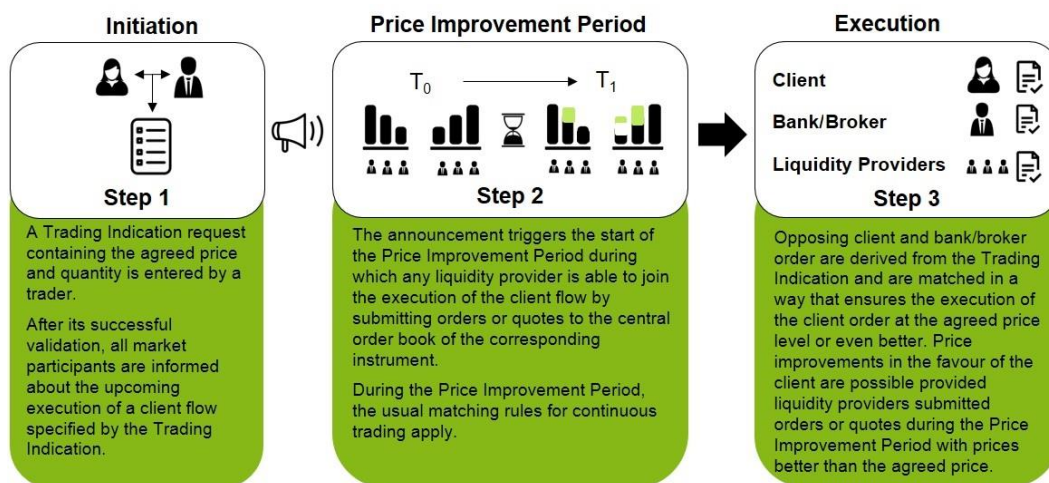 Initiation
Step 1
A Trading Indication request
containing the agreed price
and quantity is entered by a
trader.
After its successful
validation, all market
participants are informed
about the upcoming
execution of a client flow
specified by the Trading
Indication.
Price Improvement Period
T0
T1
Step 2
The announcement triggers the start of
the Price Improvement Period during
which any liquidity provider is able to join
the execution of the client flow by
submitting orders or quotes to the central
order book of the corresponding
instrument.
During the Price Improvement Period,
the usual matching rules for continuous
trading apply.
Execution
Client
Bank/Broker
Liquidity Providers
Step 3
Opposing client and bank/broker
order are derived from the Trading
Indication and are matched in a
way that ensures the execution of
the client order at the agreed price
level or even better. Price
improvements in the favour of the
client are possible provided
liquidity providers submitted
orders or quotes during the Price
Improvement Period with prices
better than the agreed price.